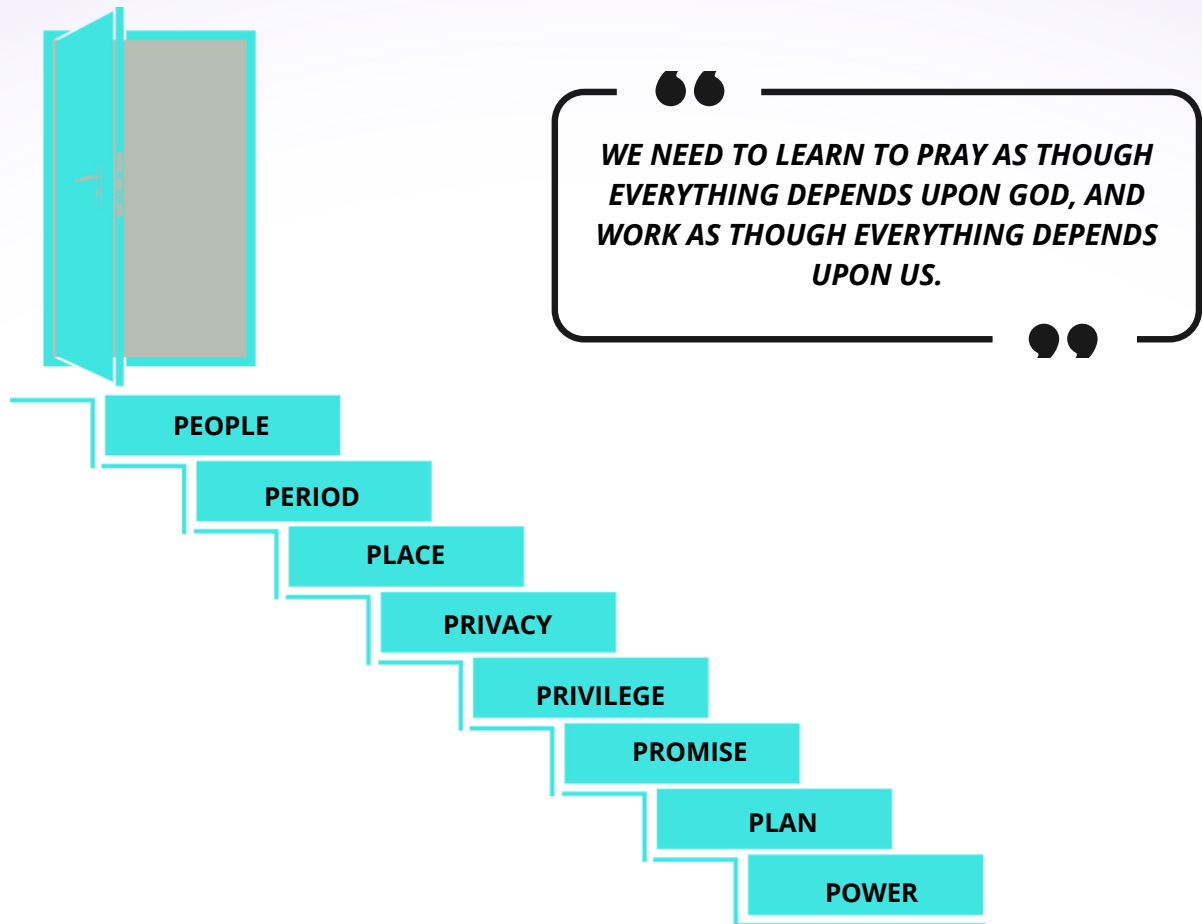 WE NEED TO LEARN TO PRAY AS THOUGH
EVERYTHING DEPENDS UPON GOD, AND
WORK AS THOUGH EVERYTHING DEPENDS
UPON US.
PEOPLE
PERIOD
PLACE
PRIVACY
PRIVILEGE
PROMISE
PLAN
POWER